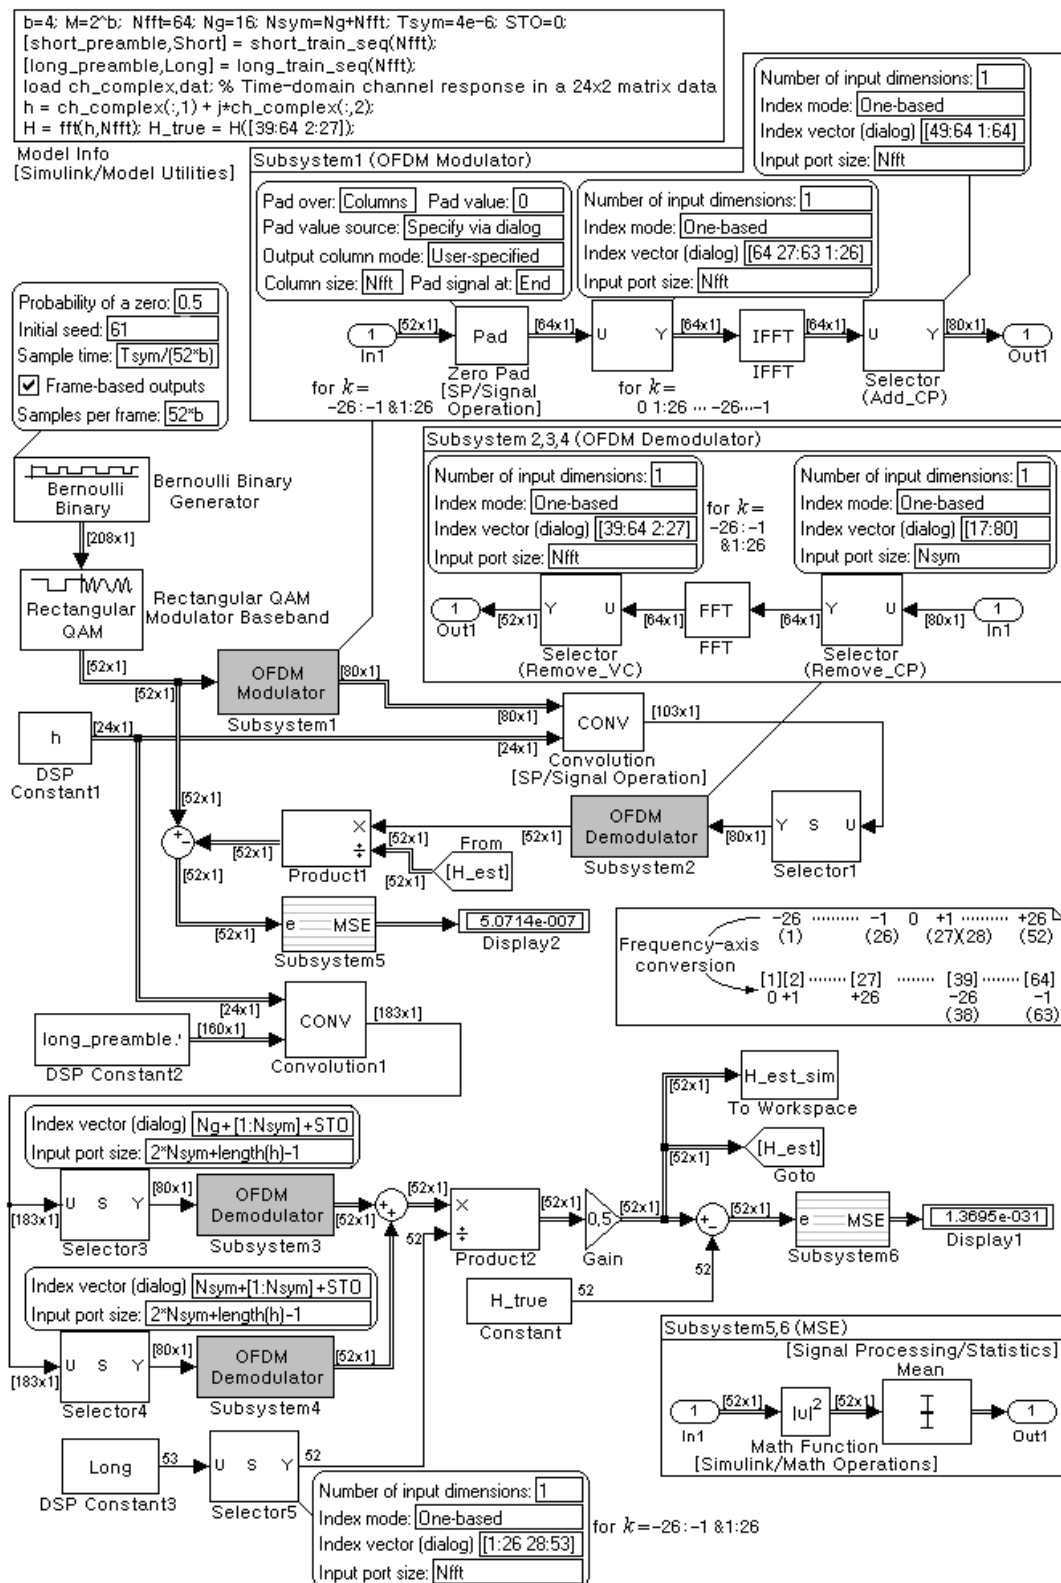 b=4; M=2^b; Nfft=64; Ng=16; Nsym=Ng+Nfft; Tsym=4e-6; STO=0;
[short_preamble,Short] = short_train_seq(Nfft);
[long_preamble,Long] = long_train_seq(Nfft);
load ch_complex,dat; % Time-domain channel response in a 24x2 matrix data
h = ch_complex(:,1) + j*ch_complex(:,2);
H = fft(h,Nfft); H_true = H([39:64 2:27]);
Model Info
[Simulink/Model Utilities]
Number of input dimensions: 1
Index mode: One-based
Index vector (dialog) [49:64 1:64]
Input port size: Nfft
Subsystem1 (OFDM Modulator)
Pad over: Columns Pad value: 0
Pad value source: Specify via dialog
Output column mode: User-specified
Column size: Nfft Pad signal at: End
Number of input dimensions: 1
Index mode: One-based
Index vector (dialog) [64 27:63 1:26]
Input port size: Nfft
1
In1
[52x1]
Pad
[64x1]
U Y
[64x1]
IFFT
[64x1]
U Y
[80x1]
1
Out1
Zero Pad
[SP/Signal
Operation]
IFFT
Selector
(Add_CP)
for k=
-26:-1 &1:26
for k=
0 1:26 ... -26...-1
Probability of a zero: 0.5
Initial seed: 61
Sample time: Tsym/(52*b)
Frame-based outputs
Samples per frame: 52*b
Bernoulli
Binary
Bernoulli Binary
Generator
[208x1]
Rectangular
QAM
Rectangular QAM
Modulator Baseband
[52x1]
[52x1]
OFDM
Modulator
Subsystem1
[80x1]
Subsystem 2,3,4 (OFDM Demodulator)
Number of input dimensions: 1
Index mode: One-based
Index vector (dialog) [39:64 2:27]
Input port size: Nfft
for k=
-26:-1
&1:26
Number of input dimensions: 1
Index mode: One-based
Index vector (dialog) [17:80]
Input port size: Nsym
1
Out1
[52x1]
Y U
[64x1]
FFT
[64x1]
Y U
[80x1]
1
In1
Selector
(Remove_VC)
FFT
Selector
(Remove_CP)
h
DSP
Constant1
[24x1]
[80x1]
[24x1]
CONV
[103x1]
Convolution
[SP/Signal Operation]
[52x1]
+
-
[52x1]
[52x1]
×
÷
Product1
[52x1]
[52x1]
From
[H_est]
[52x1]
OFDM
Demodulator
Subsystem2
[80x1]
Y S U
Selector1
[52x1]
e MSE
Subsystem5
5.0714e-007
Display2
-26 ......... -1 0 +1 ...... +26
(1) (26) (27)(28) (52)
Frequency-axis
conversion
[1][2] ........ [27] ........ [39] ....... [64]
0 +1 +26 -26 -1
(38) (63)
[24x1]
long_preamble.'
DSP Constant2
[160x1]
CONV
Convolution1
[183x1]
Index vector (dialog) Ng+[1:Nsym]+STO
Input port size: 2*Nsym+length(h)-1
[183x1]
U S Y
Selector3
[80x1]
OFDM
Demodulator
Subsystem3
[52x1]
+
+
[52x1]
52
×
÷
Product2
[52x1]
0,5
Gain
[52x1]
[52x1]
H_est_sim
To Workspace
[52x1]
[H_est]
Goto
+
-
[52x1]
e MSE
Subsystem6
1.3695e-031
Display1
52
H_true
Constant
52
Index vector (dialog) Nsym+[1:Nsym]+STO
Input port size: 2*Nsym+length(h)-1
[183x1]
U S Y
Selector4
[80x1]
OFDM
Demodulator
Subsystem4
[52x1]
Long
DSP Constant3
53
U S Y
Selector5
52
Number of input dimensions: 1
Index mode: One-based
Index vector (dialog) [1:26 28:53]
Input port size: Nfft
for k=-26:-1 &1:26
Subsystem5,6 (MSE)
[Signal Processing/Statistics]
Mean
1
In1
[52x1]
|u|²
[52x1]
1
Out1
Math Function
[Simulink/Math Operations]